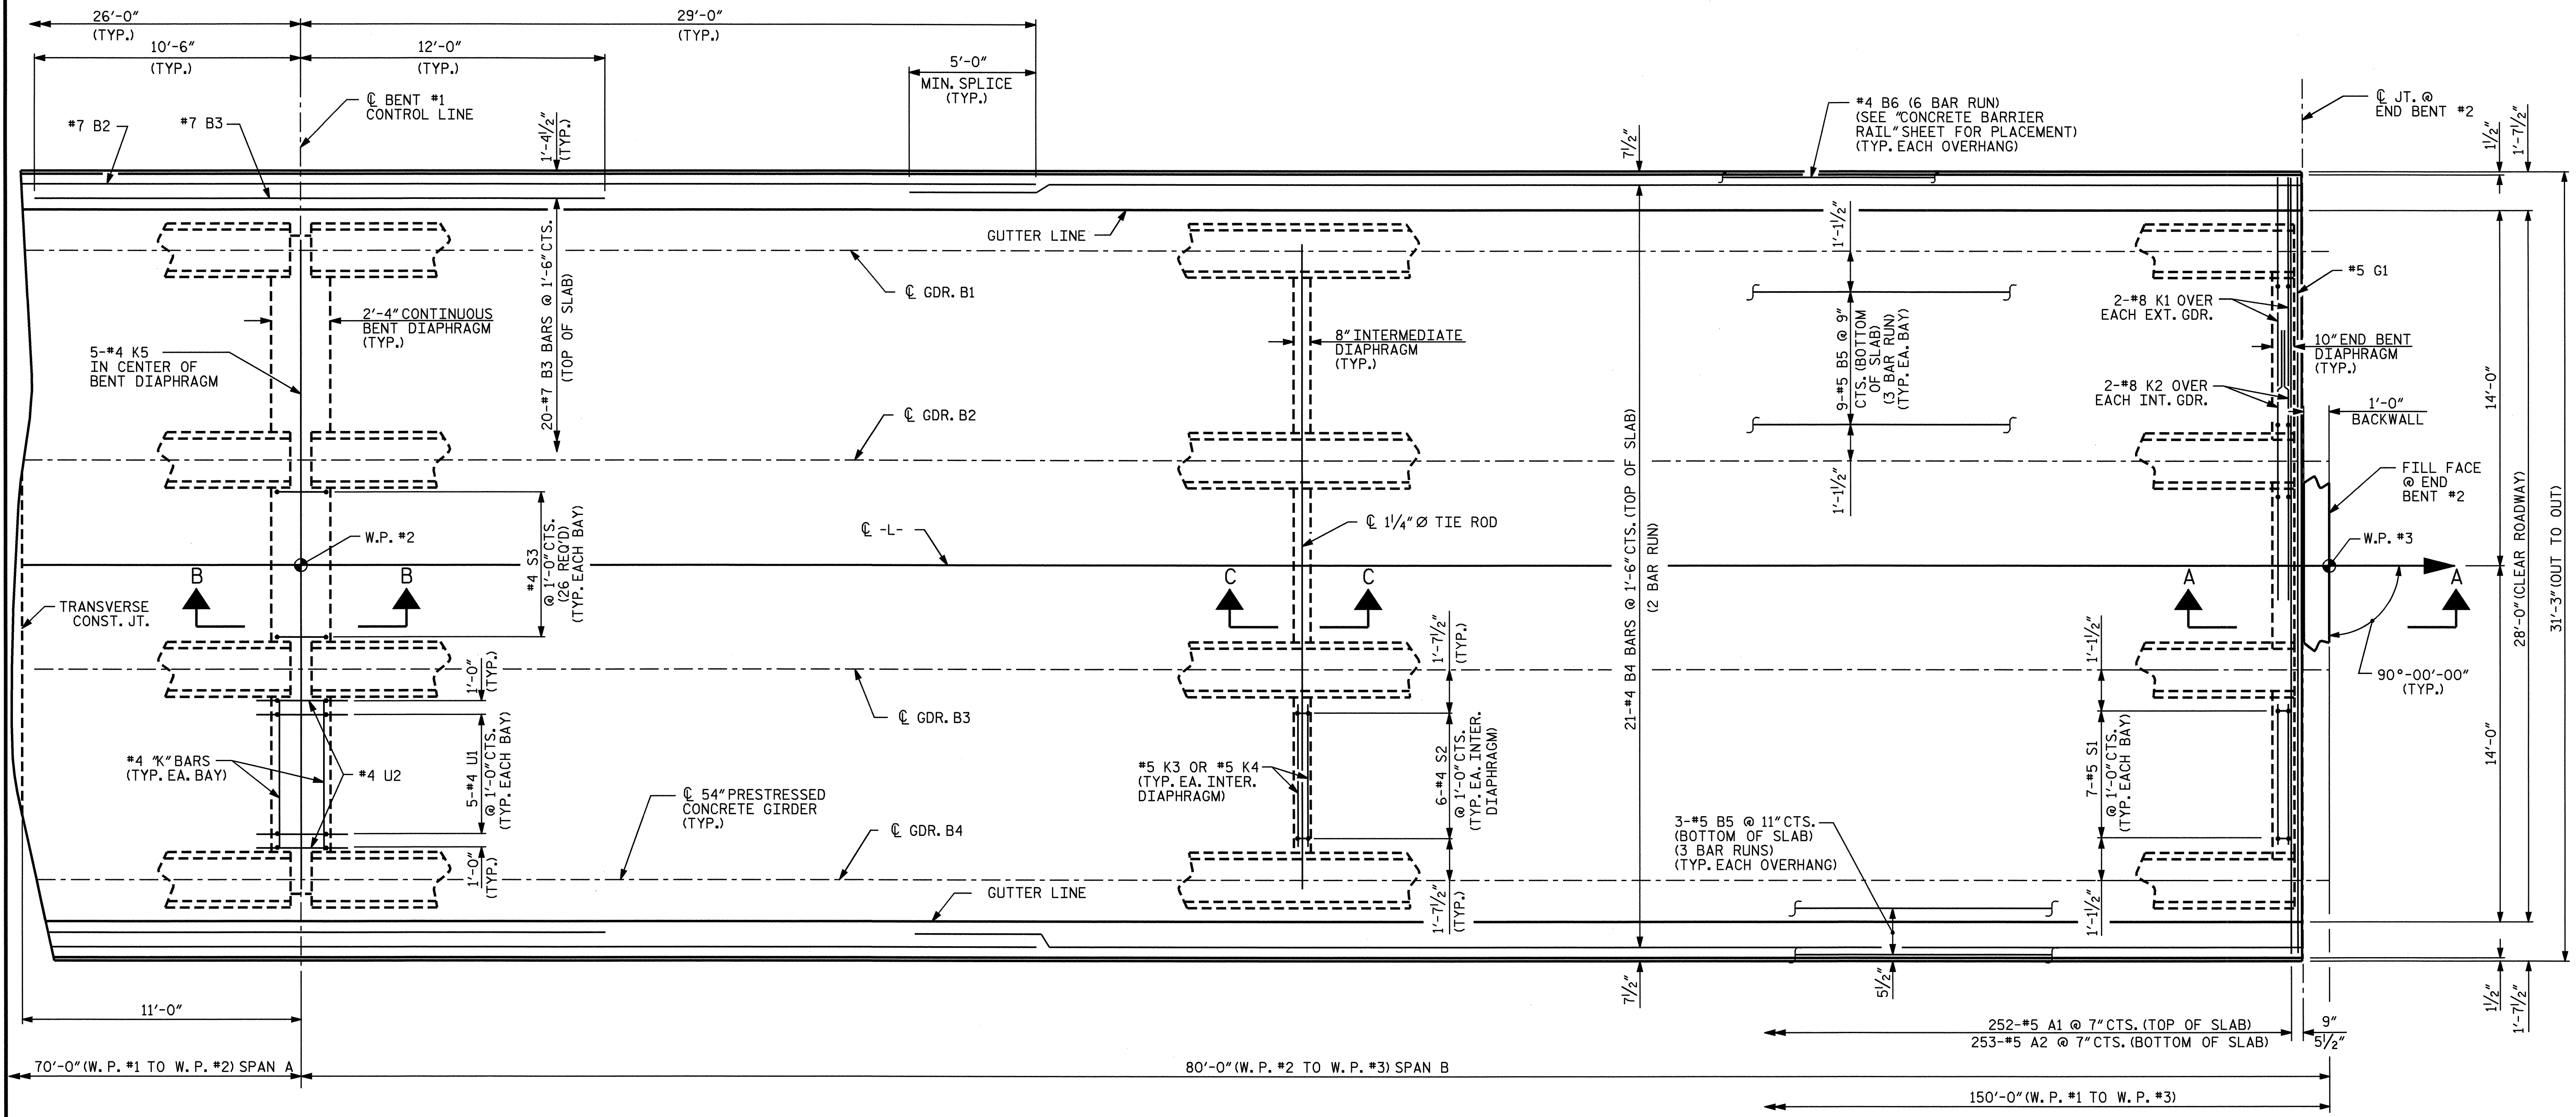 26'-0"
(TYP.)
29'-0"
(TYP.)
10'-6"
(TYP.)
12'-0"
(TYP.)
5'-0"
MIN. SPLICE
(TYP.)
℄ BENT #1
CONTROL LINE
#7 B2
#7 B3
1'-4½"
(TYP.)
7½"
#4 B6 (6 BAR RUN)
(SEE "CONCRETE BARRIER
RAIL" SHEET FOR PLACEMENT)
(TYP. EACH OVERHANG)
℄ JT. @
END BENT #2
1½"
1'-7½"
GUTTER LINE
℄ GDR. B1
2'-4" CONTINUOUS
BENT DIAPHRAGM
(TYP.)
5-#4 K5
IN CENTER OF
BENT DIAPHRAGM
20-#7 B3 BARS @ 1'-6" CTS.
(TOP OF SLAB)
8" INTERMEDIATE
DIAPHRAGM
(TYP.)
1'-1½"
9-#5 B5 @ 9"
CTS. (BOTTOM
OF SLAB)
(3 BAR RUN)
(TYP. EA. BAY)
1'-1½"
#5 G1
2-#8 K1 OVER
EACH EXT. GDR.
10" END BENT
DIAPHRAGM
(TYP.)
2-#8 K2 OVER
EACH INT. GDR.
1'-0"
BACKWALL
14'-0"
℄ GDR. B2
FILL FACE
@ END
BENT #2
℄ 1¼" Ø TIE ROD
℄ -L-
W.P. #2
W.P. #3
#4 S3
@ 1'-0" CTS.
(26 REQ'D)
(TYP. EACH BAY)
21-#4 B4 BARS @ 1'-6" CTS. (TOP OF SLAB)
(2 BAR RUN)
28'-0" (CLEAR ROADWAY)
31'-3" (OUT TO OUT)
B
B
C
C
A
A
TRANSVERSE
CONST. JT.
90°-00'-00"
(TYP.)
1'-0"
(TYP.)
1'-7½"
(TYP.)
1'-1½"
℄ GDR. B3
#4 "K" BARS
(TYP. EA. BAY)
#4 U2
5-#4 U1
@ 1'-0" CTS.
(TYP. EACH BAY)
#5 K3 OR #5 K4
(TYP. EA. INTER.
DIAPHRAGM)
6-#4 S2
@ 1'-0" CTS.
(TYP. EA. INTER.
DIAPHRAGM)
7-#5 S1
@ 1'-0" CTS.
(TYP. EACH BAY)
14'-0"
℄ 54" PRESTRESSED
CONCRETE GIRDER
(TYP.)
℄ GDR. B4
3-#5 B5 @ 11" CTS.
(BOTTOM OF SLAB)
(3 BAR RUNS)
(TYP. EACH OVERHANG)
1'-0"
(TYP.)
1'-7½"
(TYP.)
1'-1½"
GUTTER LINE
7½"
5½"
1½"
1'-7½"
11'-0"
252-#5 A1 @ 7" CTS. (TOP OF SLAB)
9"
253-#5 A2 @ 7" CTS. (BOTTOM OF SLAB)
5½"
70'-0" (W. P. #1 TO W. P. #2) SPAN A
80'-0" (W. P. #2 TO W. P. #3) SPAN B
150'-0" (W. P. #1 TO W. P. #3)